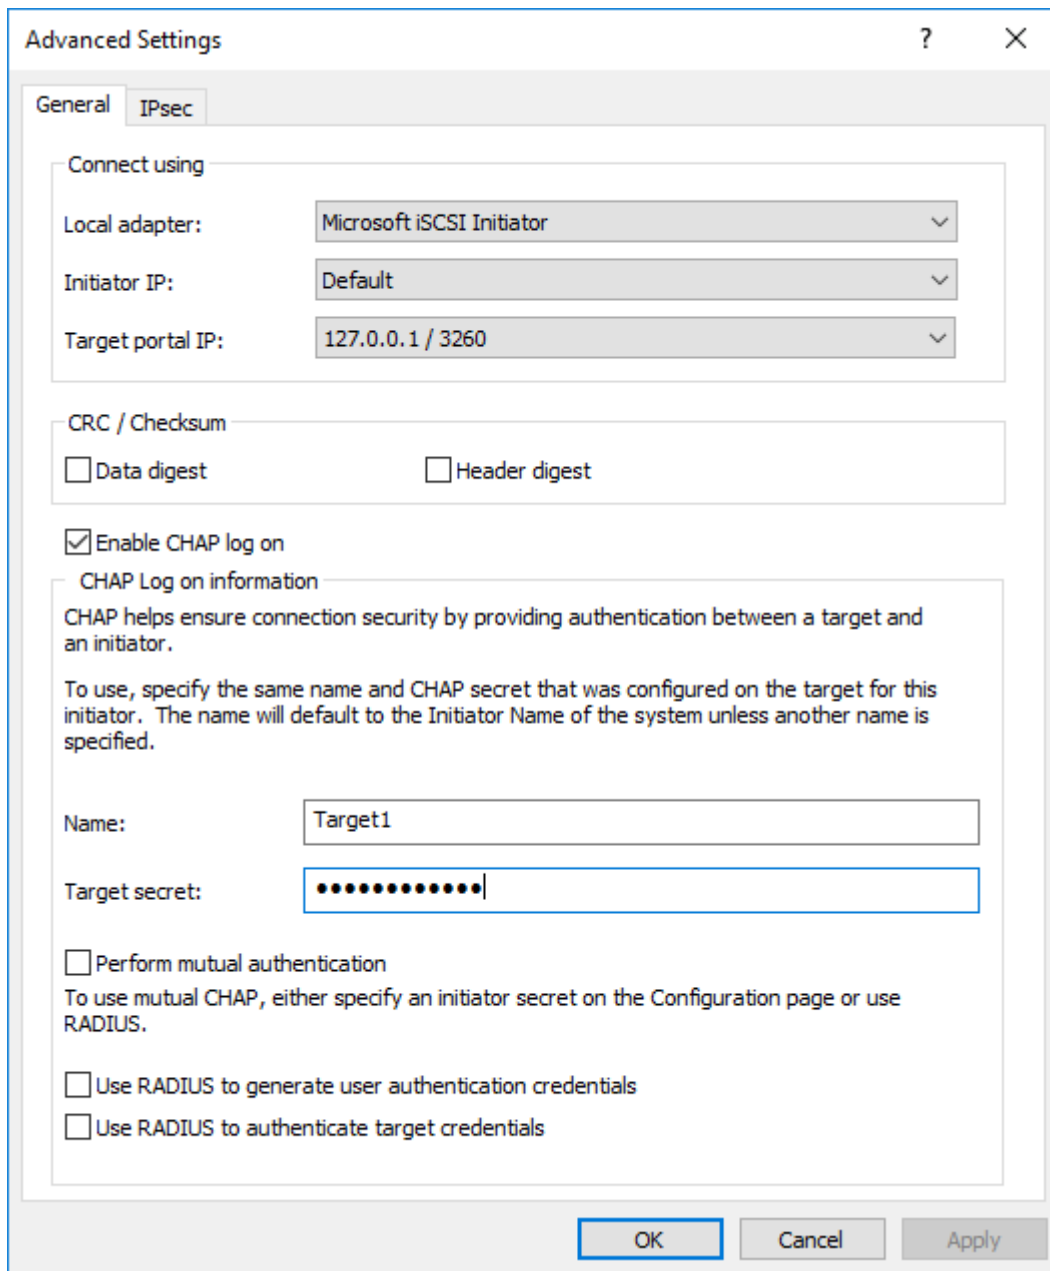 Advanced Settings
General
IPsec
Connect using
Local adapter:
Microsoft iSCSI Initiator
Initiator IP:
Default
Target portal IP:
127.0.0.1 / 3260
CRC / Checksum
Data digest
Header digest
Enable CHAP log on
CHAP Log on information
CHAP helps ensure connection security by providing authentication between a target and
an initiator.
To use, specify the same name and CHAP secret that was configured on the target for this
initiator.  The name will default to the Initiator Name of the system unless another name is
specified.
Name:
Target1
Target secret:
●●●●●●●●●●●●
Perform mutual authentication
To use mutual CHAP, either specify an initiator secret on the Configuration page or use
RADIUS.
Use RADIUS to generate user authentication credentials
Use RADIUS to authenticate target credentials
OK
Cancel
Apply